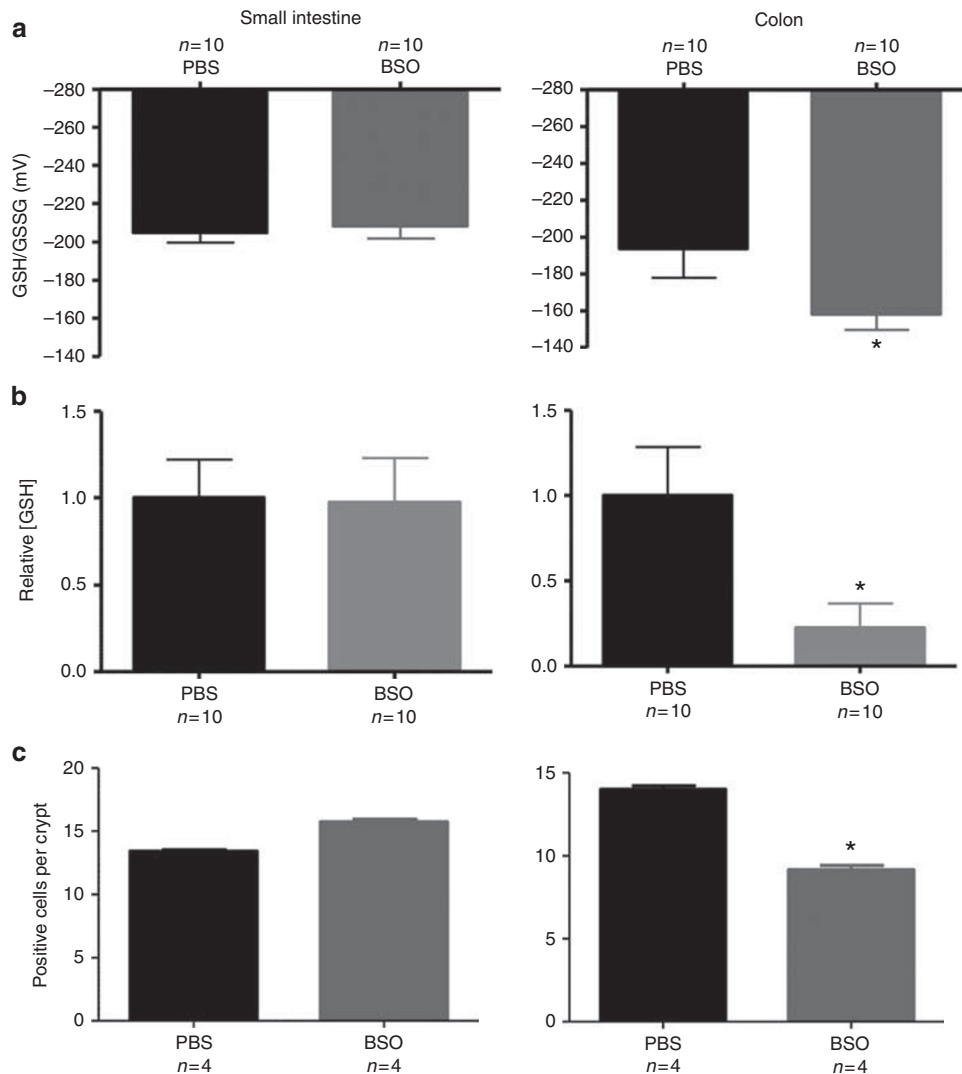 a
Small intestine
Colon
n=10 n=10
PBS BSO
n=10 n=10
PBS BSO
GSH/GSSG (mV)
–280
–260
–240
–220
–200
–180
–160
–140
–280
–260
–240
–220
–200
–180
–160
–140
*
b
Relative [GSH]
1.5
1.0
0.5
0.0
PBS BSO
n=10 n=10
1.5
1.0
0.5
0.0
*
PBS BSO
n=10 n=10
c
Positive cells per crypt
20
15
10
5
0
PBS BSO
n=4 n=4
15
10
5
0
*
PBS BSO
n=4 n=4